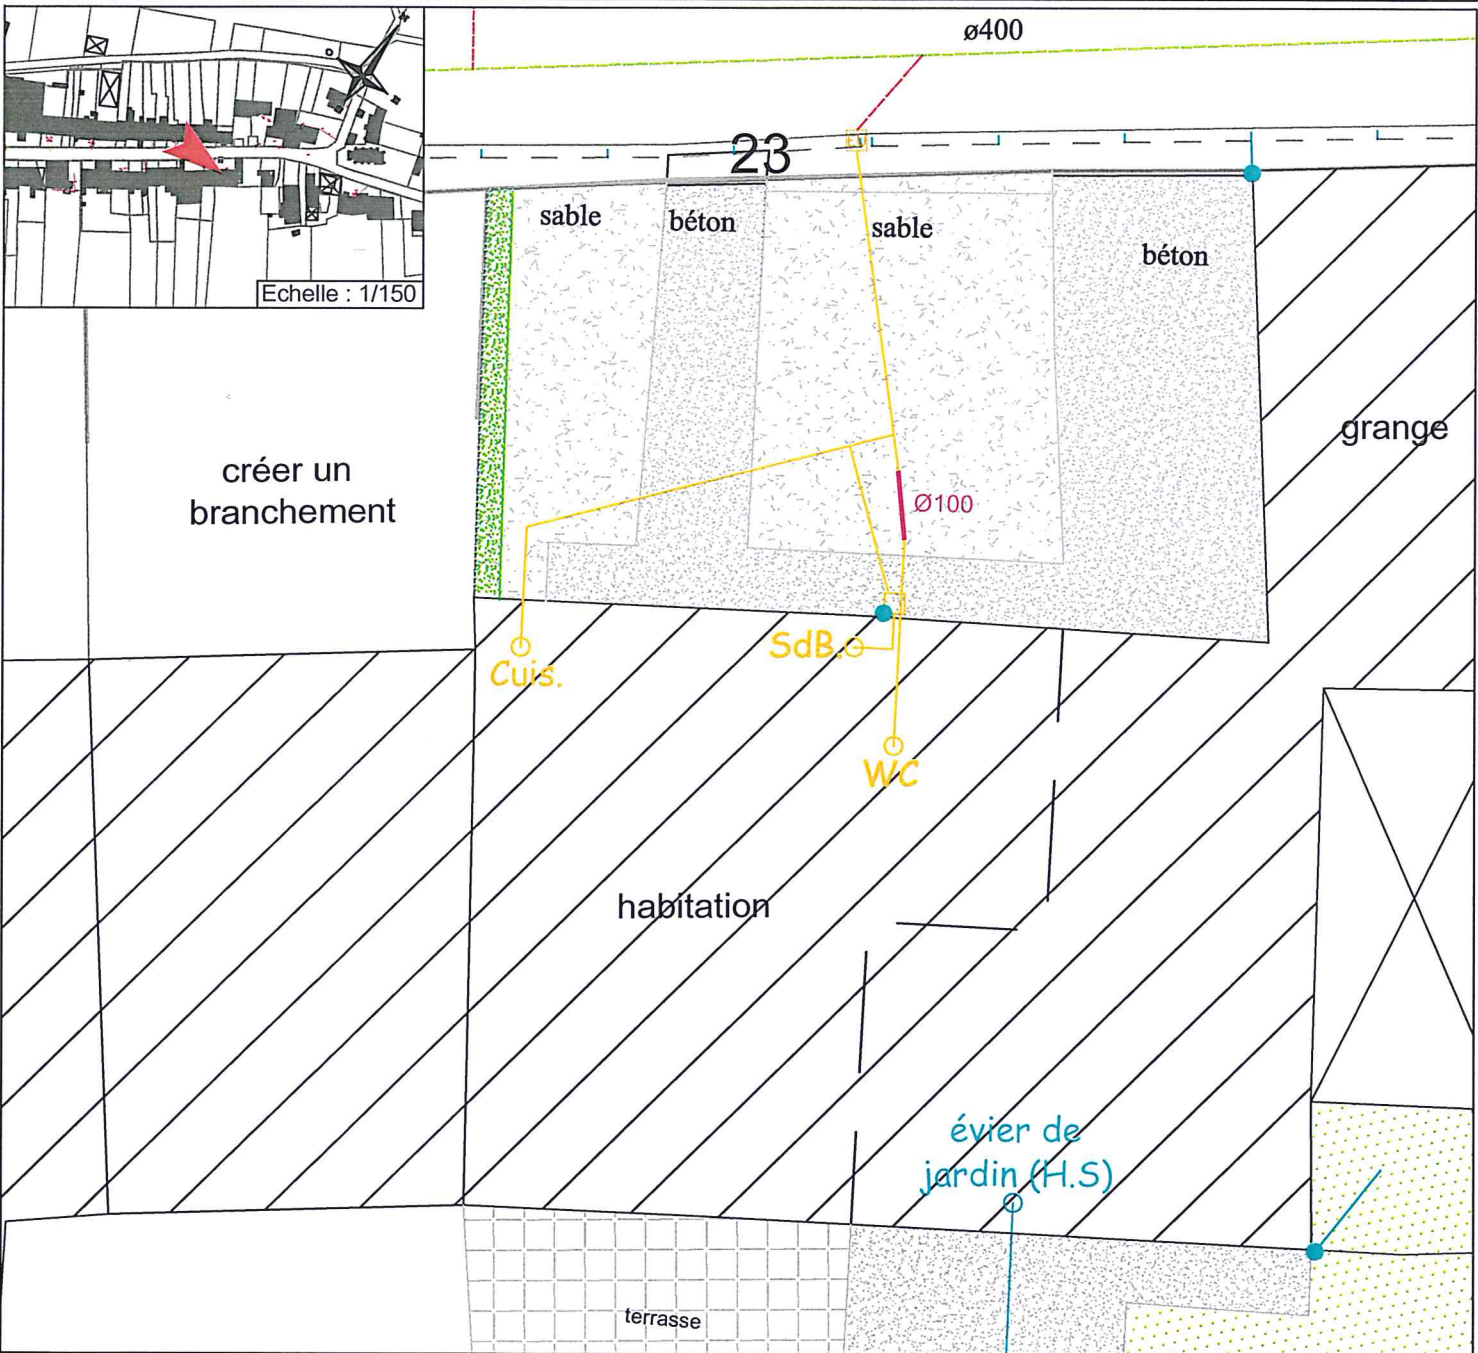 ø400
23
Echelle : 1/150
sable
béton
sable
béton
grange
créer un
branchement
Ø100
SdB.
Cuis.
WC
habitation
évier de
jardin (H.S)
terrasse